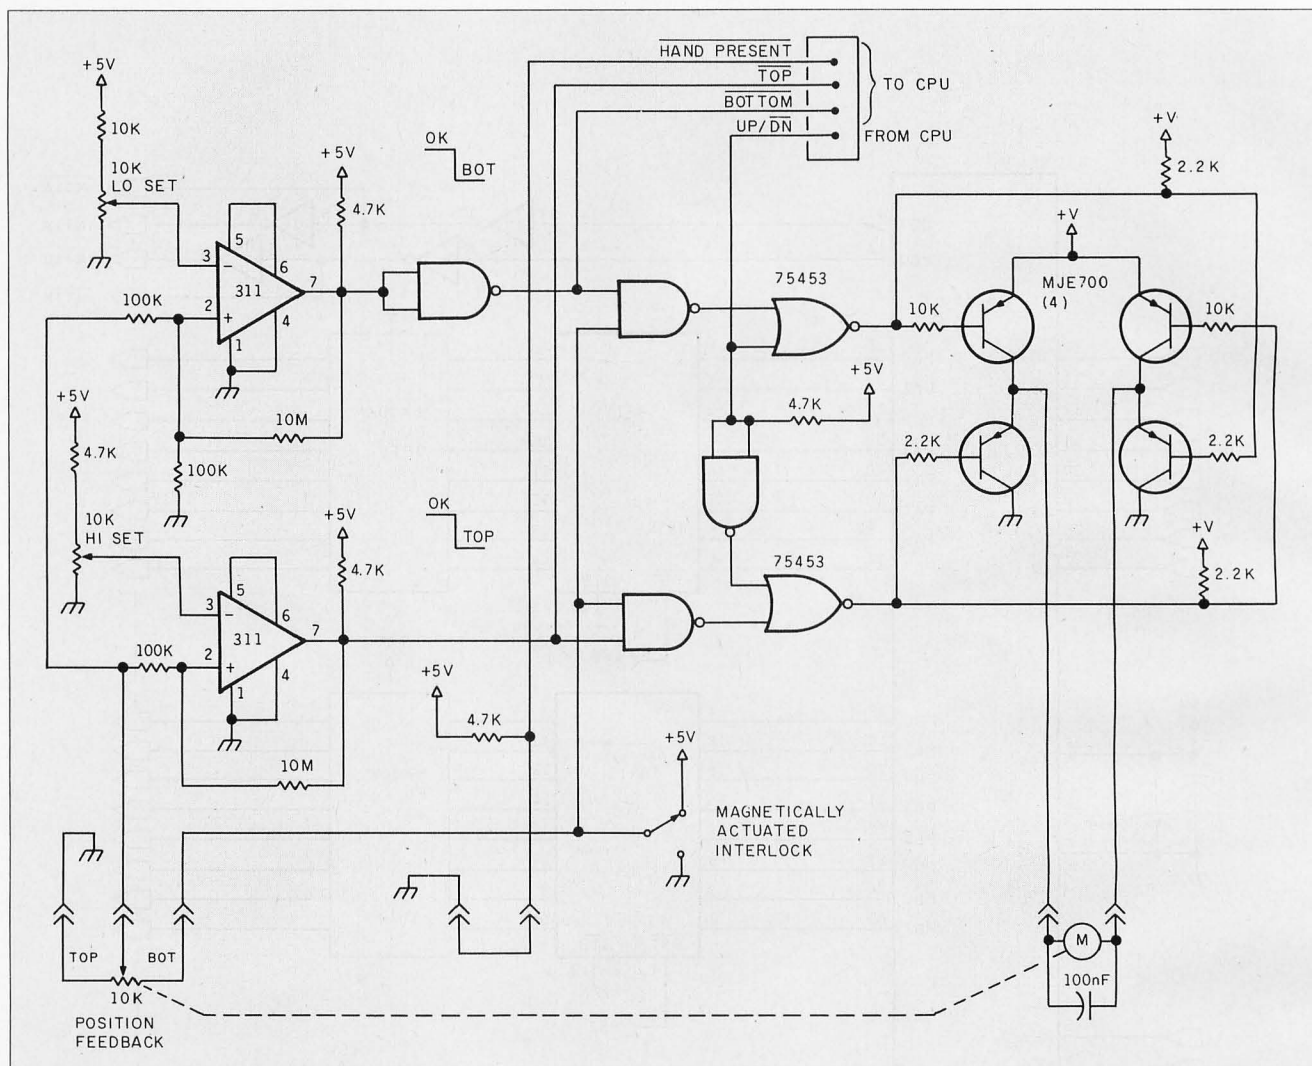 HAND PRESENT
TOP
BOTTOM
UP/DN
TO CPU
FROM CPU
+5V
10K
10K
LO SET
+5V
4.7K
OK
BOT
3
5
6
7
311
2
4
1
−
+
100K
10M
100K
+5V
4.7K
10K
HI SET
+5V
4.7K
OK
TOP
3
5
6
7
311
2
4
1
−
+
100K
10M
75453
+5V
4.7K
75453
+V
2.2K
+V
MJE700
(4)
10K
10K
2.2K
2.2K
+V
2.2K
+5V
4.7K
+5V
MAGNETICALLY
ACTUATED
INTERLOCK
TOP
BOT
10K
POSITION
FEEDBACK
M
100nF